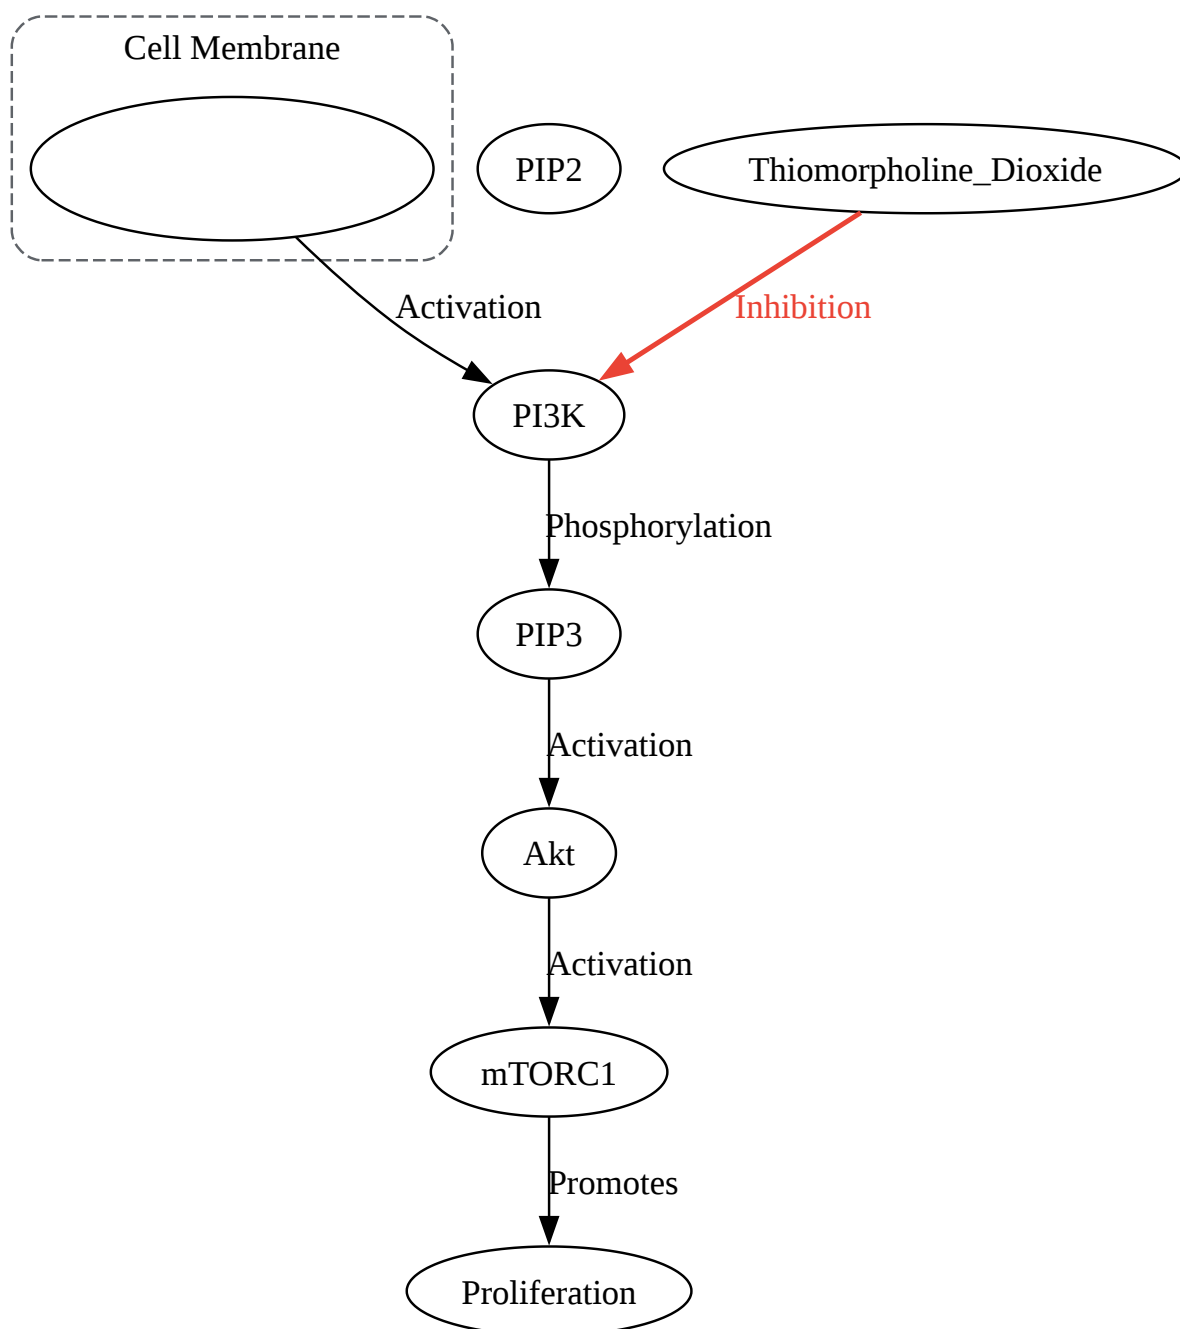 Cell Membrane
PIP2
Thiomorpholine_Dioxide
Activation
Inhibition
PI3K
Phosphorylation
PIP3
Activation
Akt
Activation
mTORC1
Promotes
Proliferation